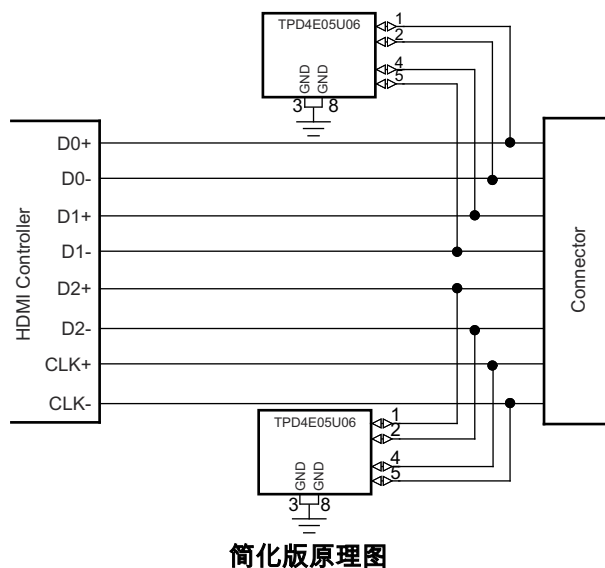 TPD4E05U06
1
2
4
5
GND
GND
3
8
HDMI Controller
D0+
D0-
D1+
D1-
D2+
D2-
CLK+
CLK-
Connector
TPD4E05U06
1
2
4
5
GND
GND
3
8
简化版原理图